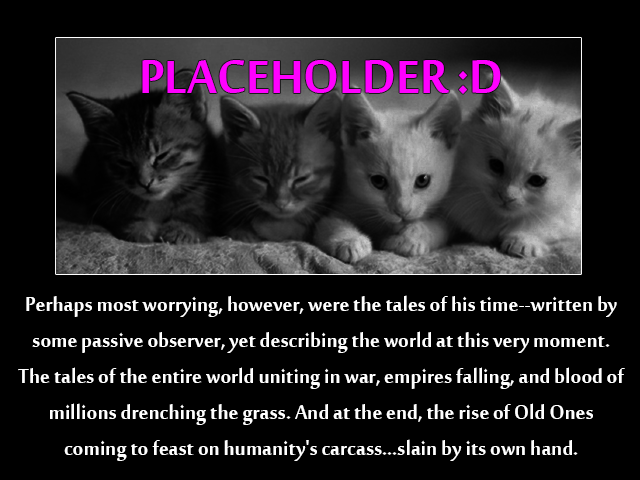 PLACEHOLDER :D
Perhaps most worrying, however, were the tales of his time--written by
some passive observer, yet describing the world at this very moment.
The tales of the entire world uniting in war, empires falling, and blood of
millions drenching the grass. And at the end, the rise of Old Ones
coming to feast on humanity's carcass...slain by its own hand.